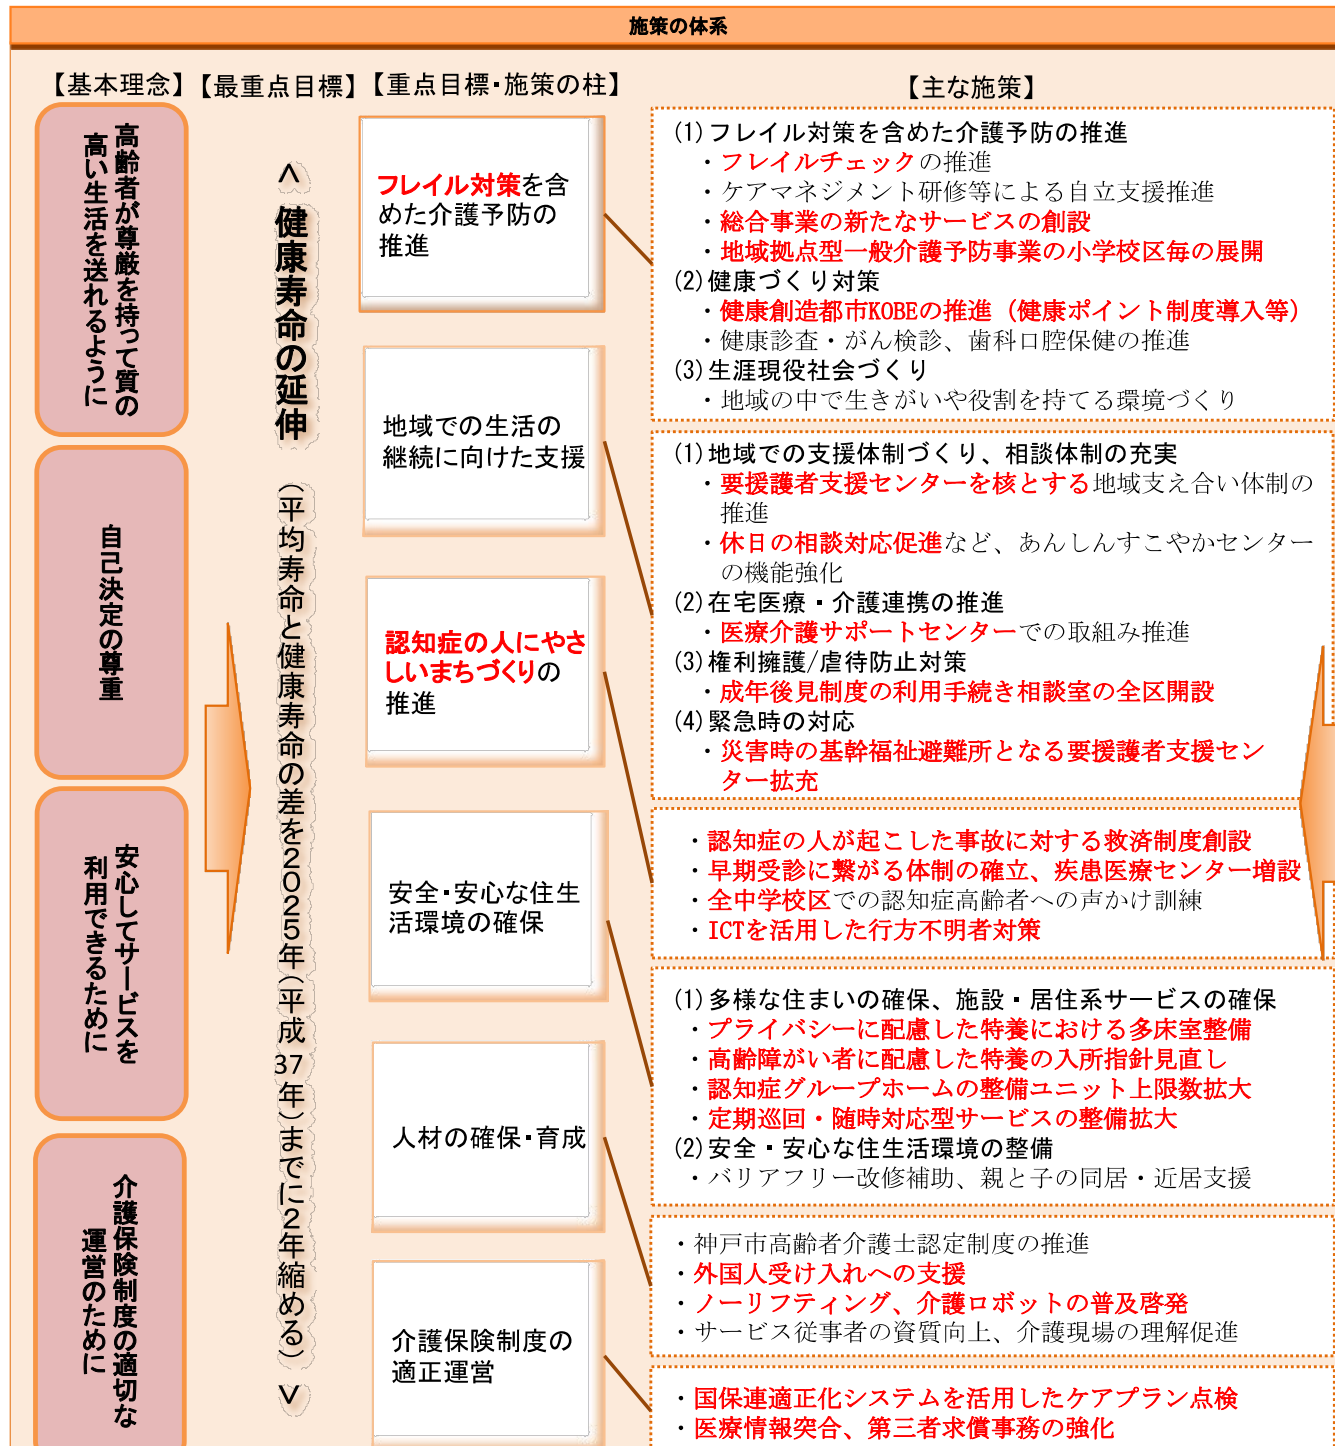 施策の体系
【基本理念】【最重点目標】【重点目標・施策の柱】
【主な施策】
高齢者が尊厳を持って質の
高い生活を送れるように
自己決定の尊重
安心してサービスを
利用できるために
介護保険制度の適切な
運営のために
＜健康寿命の延伸（平均寿命と健康寿命の差を2025年（平成37年）までに2年縮める）＞
フレイル対策を含
めた介護予防の
推進
地域での生活の
継続に向けた支援
認知症の人にやさ
しいまちづくりの
推進
安全・安心な住生
活環境の確保
人材の確保・育成
介護保険制度の
適正運営
(1)フレイル対策を含めた介護予防の推進
・フレイルチェックの推進
・ケアマネジメント研修等による自立支援推進
・総合事業の新たなサービスの創設
・地域拠点型一般介護予防事業の小学校区毎の展開
(2)健康づくり対策
・健康創造都市KOBEの推進（健康ポイント制度導入等）
・健康診査・がん検診、歯科口腔保健の推進
(3)生涯現役社会づくり
・地域の中で生きがいや役割を持てる環境づくり
(1)地域での支援体制づくり、相談体制の充実
・要援護者支援センターを核とする地域支え合い体制の
推進
・休日の相談対応促進など、あんしんすこやかセンター
の機能強化
(2)在宅医療・介護連携の推進
・医療介護サポートセンターでの取組み推進
(3)権利擁護/虐待防止対策
・成年後見制度の利用手続き相談室の全区開設
(4)緊急時の対応
・災害時の基幹福祉避難所となる要援護者支援セン
ター拡充
・認知症の人が起こした事故に対する救済制度創設
・早期受診に繋がる体制の確立、疾患医療センター増設
・全中学校区での認知症高齢者への声かけ訓練
・ICTを活用した行方不明者対策
(1)多様な住まいの確保、施設・居住系サービスの確保
・プライバシーに配慮した特養における多床室整備
・高齢障がい者に配慮した特養の入所指針見直し
・認知症グループホームの整備ユニット上限数拡大
・定期巡回・随時対応型サービスの整備拡大
(2)安全・安心な住生活環境の整備
・バリアフリー改修補助、親と子の同居・近居支援
・神戸市高齢者介護士認定制度の推進
・外国人受け入れへの支援
・ノーリフティング、介護ロボットの普及啓発
・サービス従事者の資質向上、介護現場の理解促進
・国保連適正化システムを活用したケアプラン点検
・医療情報突合、第三者求償事務の強化